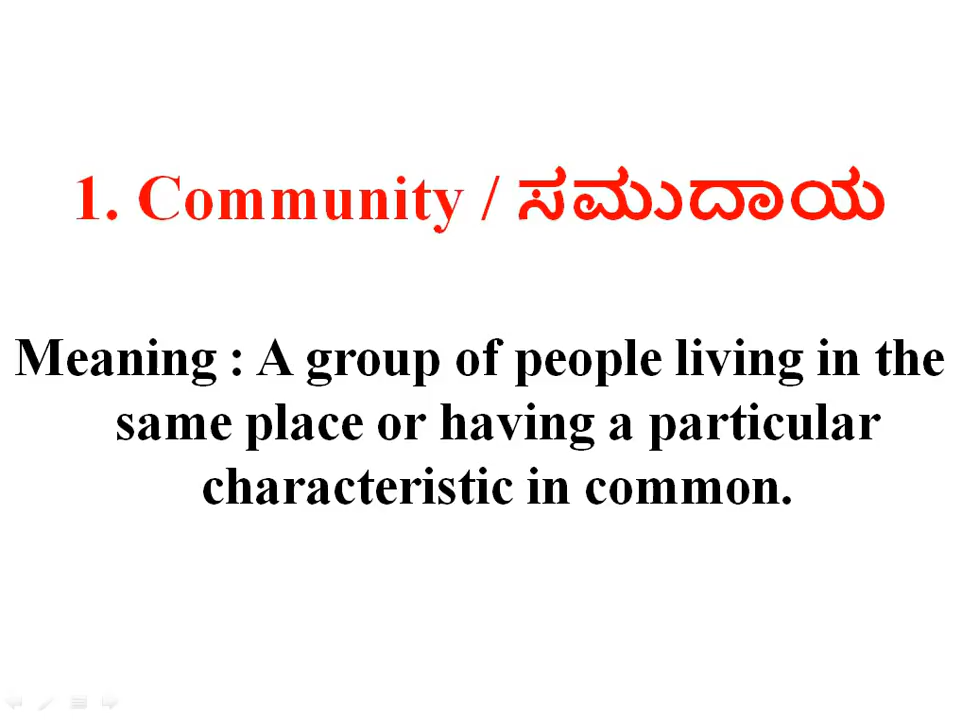 1. Community / ಸಮುದಾಯ
Meaning : A group of people living in the
same place or having a particular
characteristic in common.